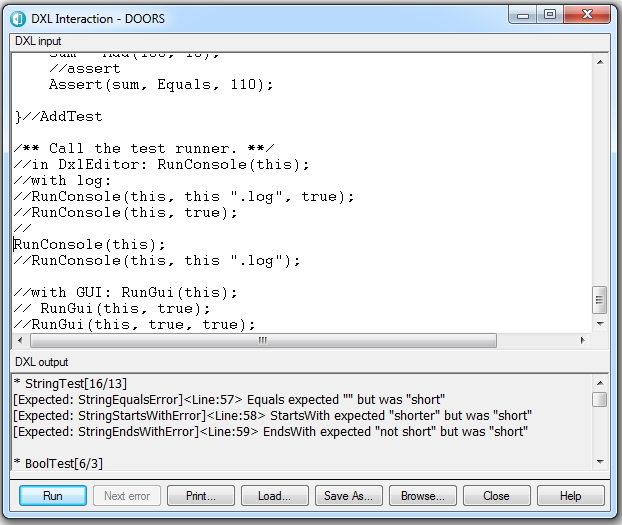 DXL Interaction - DOORS
DXL input
//assert
Assert(sum, Equals, 110);
}//AddTest
/** Call the test runner. **/
//in DxlEditor: RunConsole(this);
//with log:
//RunConsole(this, this ".log", true);
//RunConsole(this, true);
//
RunConsole(this);
//RunConsole(this, this ".log");
//with GUI: RunGui(this);
// RunGui(this, true);
//RunGui(this, true, true);
DXL output
* StringTest[16/13]
[Expected: StringEqualsError]<Line:57> Equals expected "" but was "short"
[Expected: StringStartsWithError]<Line:58> StartsWith expected "shorter" but was "short"
[Expected: StringEndsWithError]<Line:59> EndsWith expected "not short" but was "short"
* BoolTest[6/3]
Run Next error Print... Load... Save As... Browse... Close Help